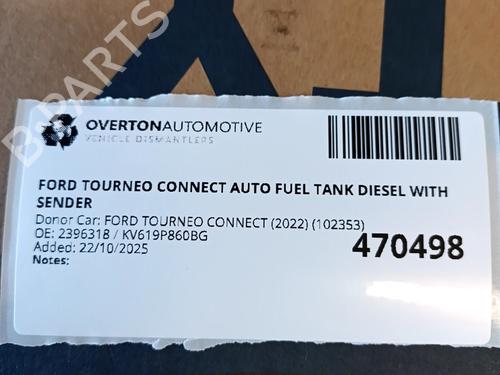 OVERTONAUTOMOTIVE
VEHICLE DISMANTLERS
FORD TOURNEO CONNECT AUTO FUEL TANK DIESEL WITH
SENDER
Donor Car: FORD TOURNEO CONNECT (2022) (102353)
OE: 2396318 / KV619P860BG
Added: 22/10/2025
470498
Notes:
B-PARTS